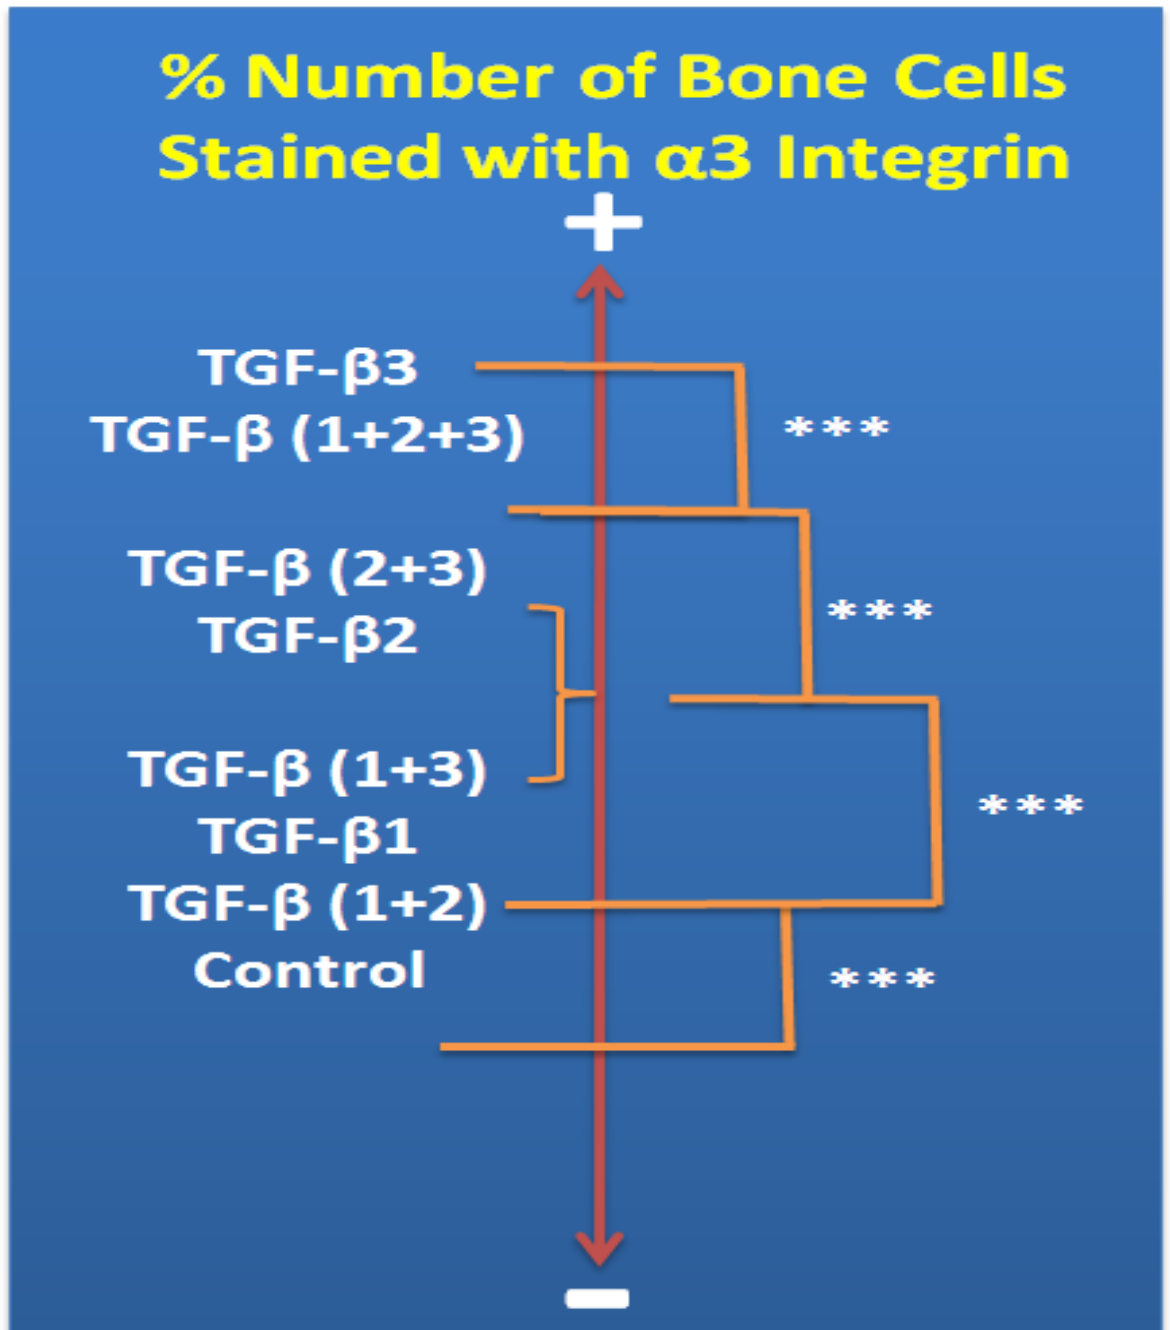 % Number of Bone Cells
Stained with α3 Integrin
+
TGF-β3
TGF-β (1+2+3)
***
TGF-β (2+3)
TGF-β2
***
TGF-β (1+3)
***
TGF-β1
TGF-β (1+2)
Control
***
−